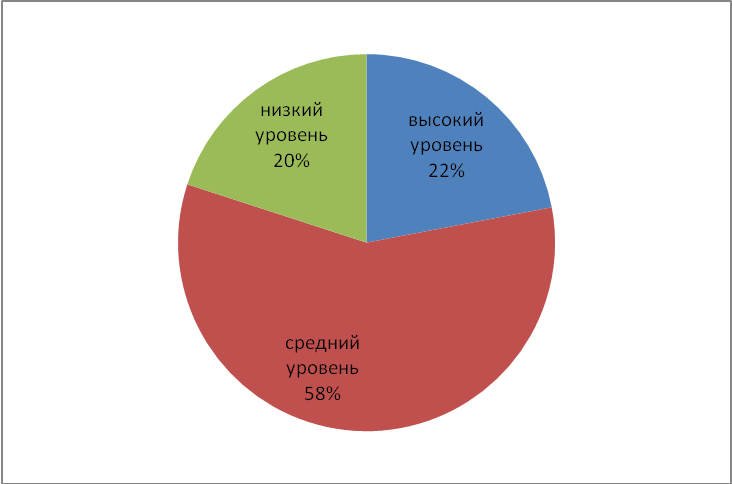 низкий
уровень
20%
высокий
уровень
22%
средний
уровень
58%